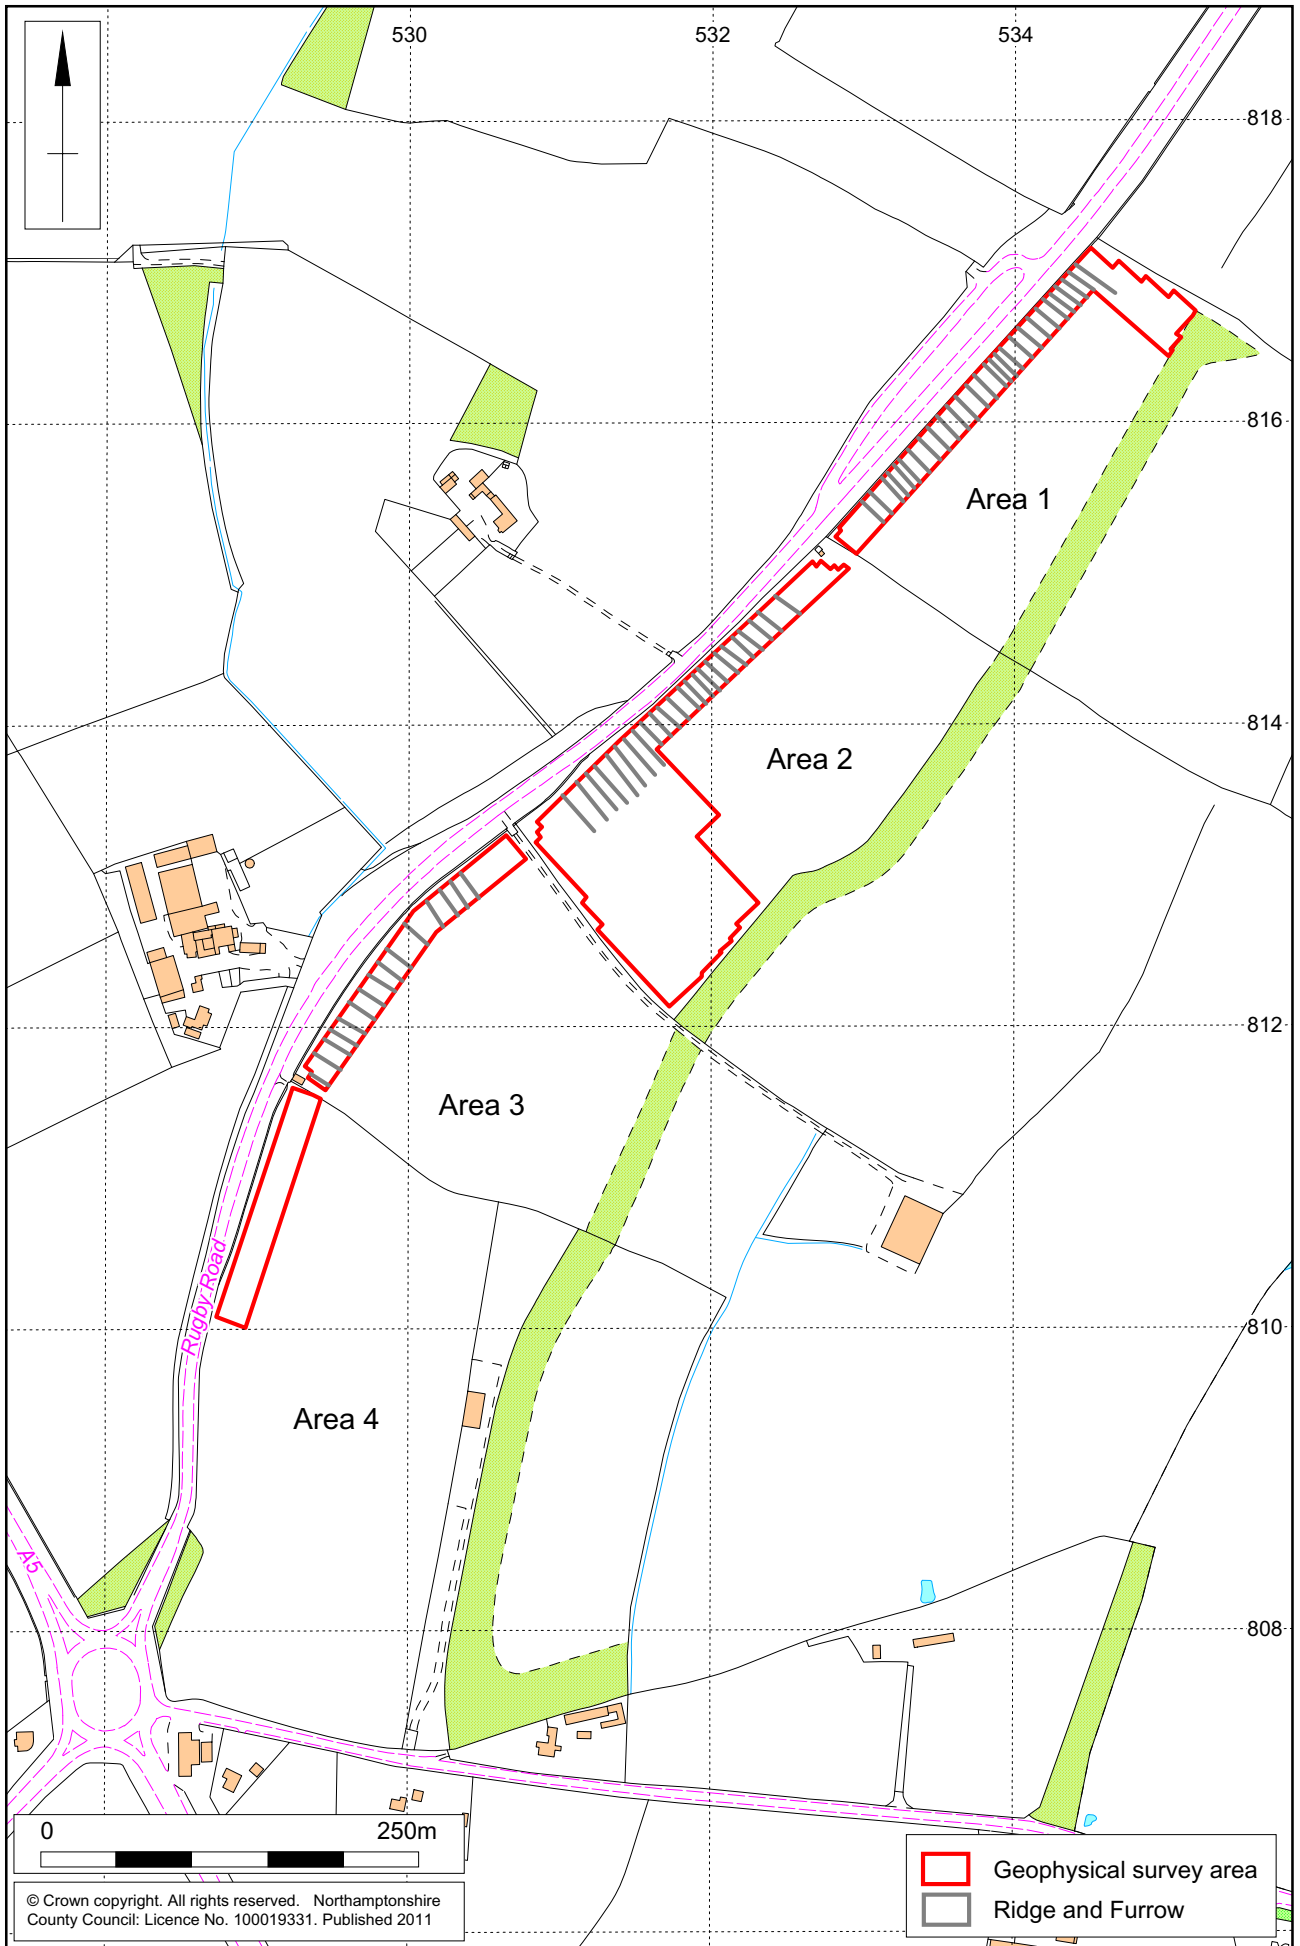 530
532
534
818
816
Area 1
814
Area 2
812
Area 3
Rugby Road
810
Area 4
A5
808
0 250m
© Crown copyright. All rights reserved. Northamptonshire
County Council: Licence No. 100019331. Published 2011
Geophysical survey area
Ridge and Furrow